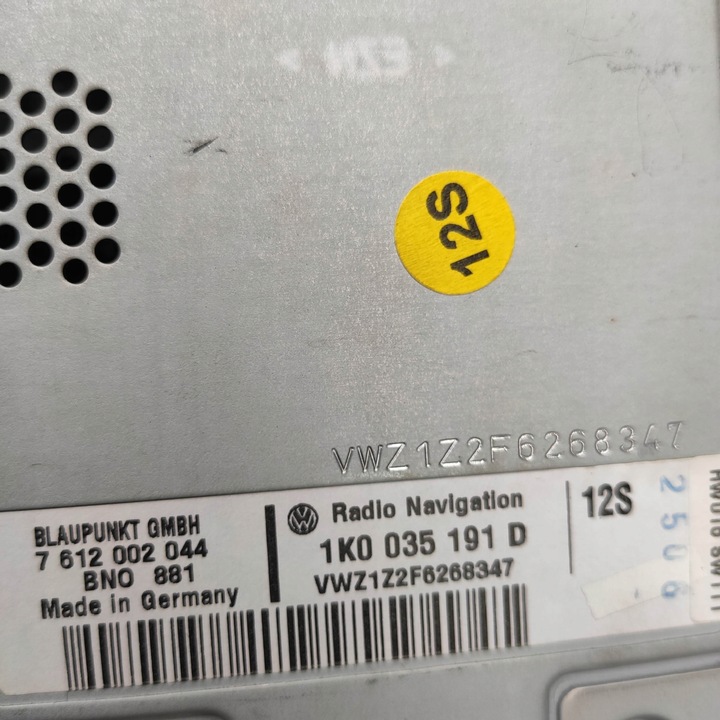 12S
VWZ1Z2F6268347
BLAUPUNKT GMBH
7 612 002 044
BNO 881
Made in Germany
Radio Navigation
1K0 035 191 D
VWZ1Z2F6268347
12S
2506